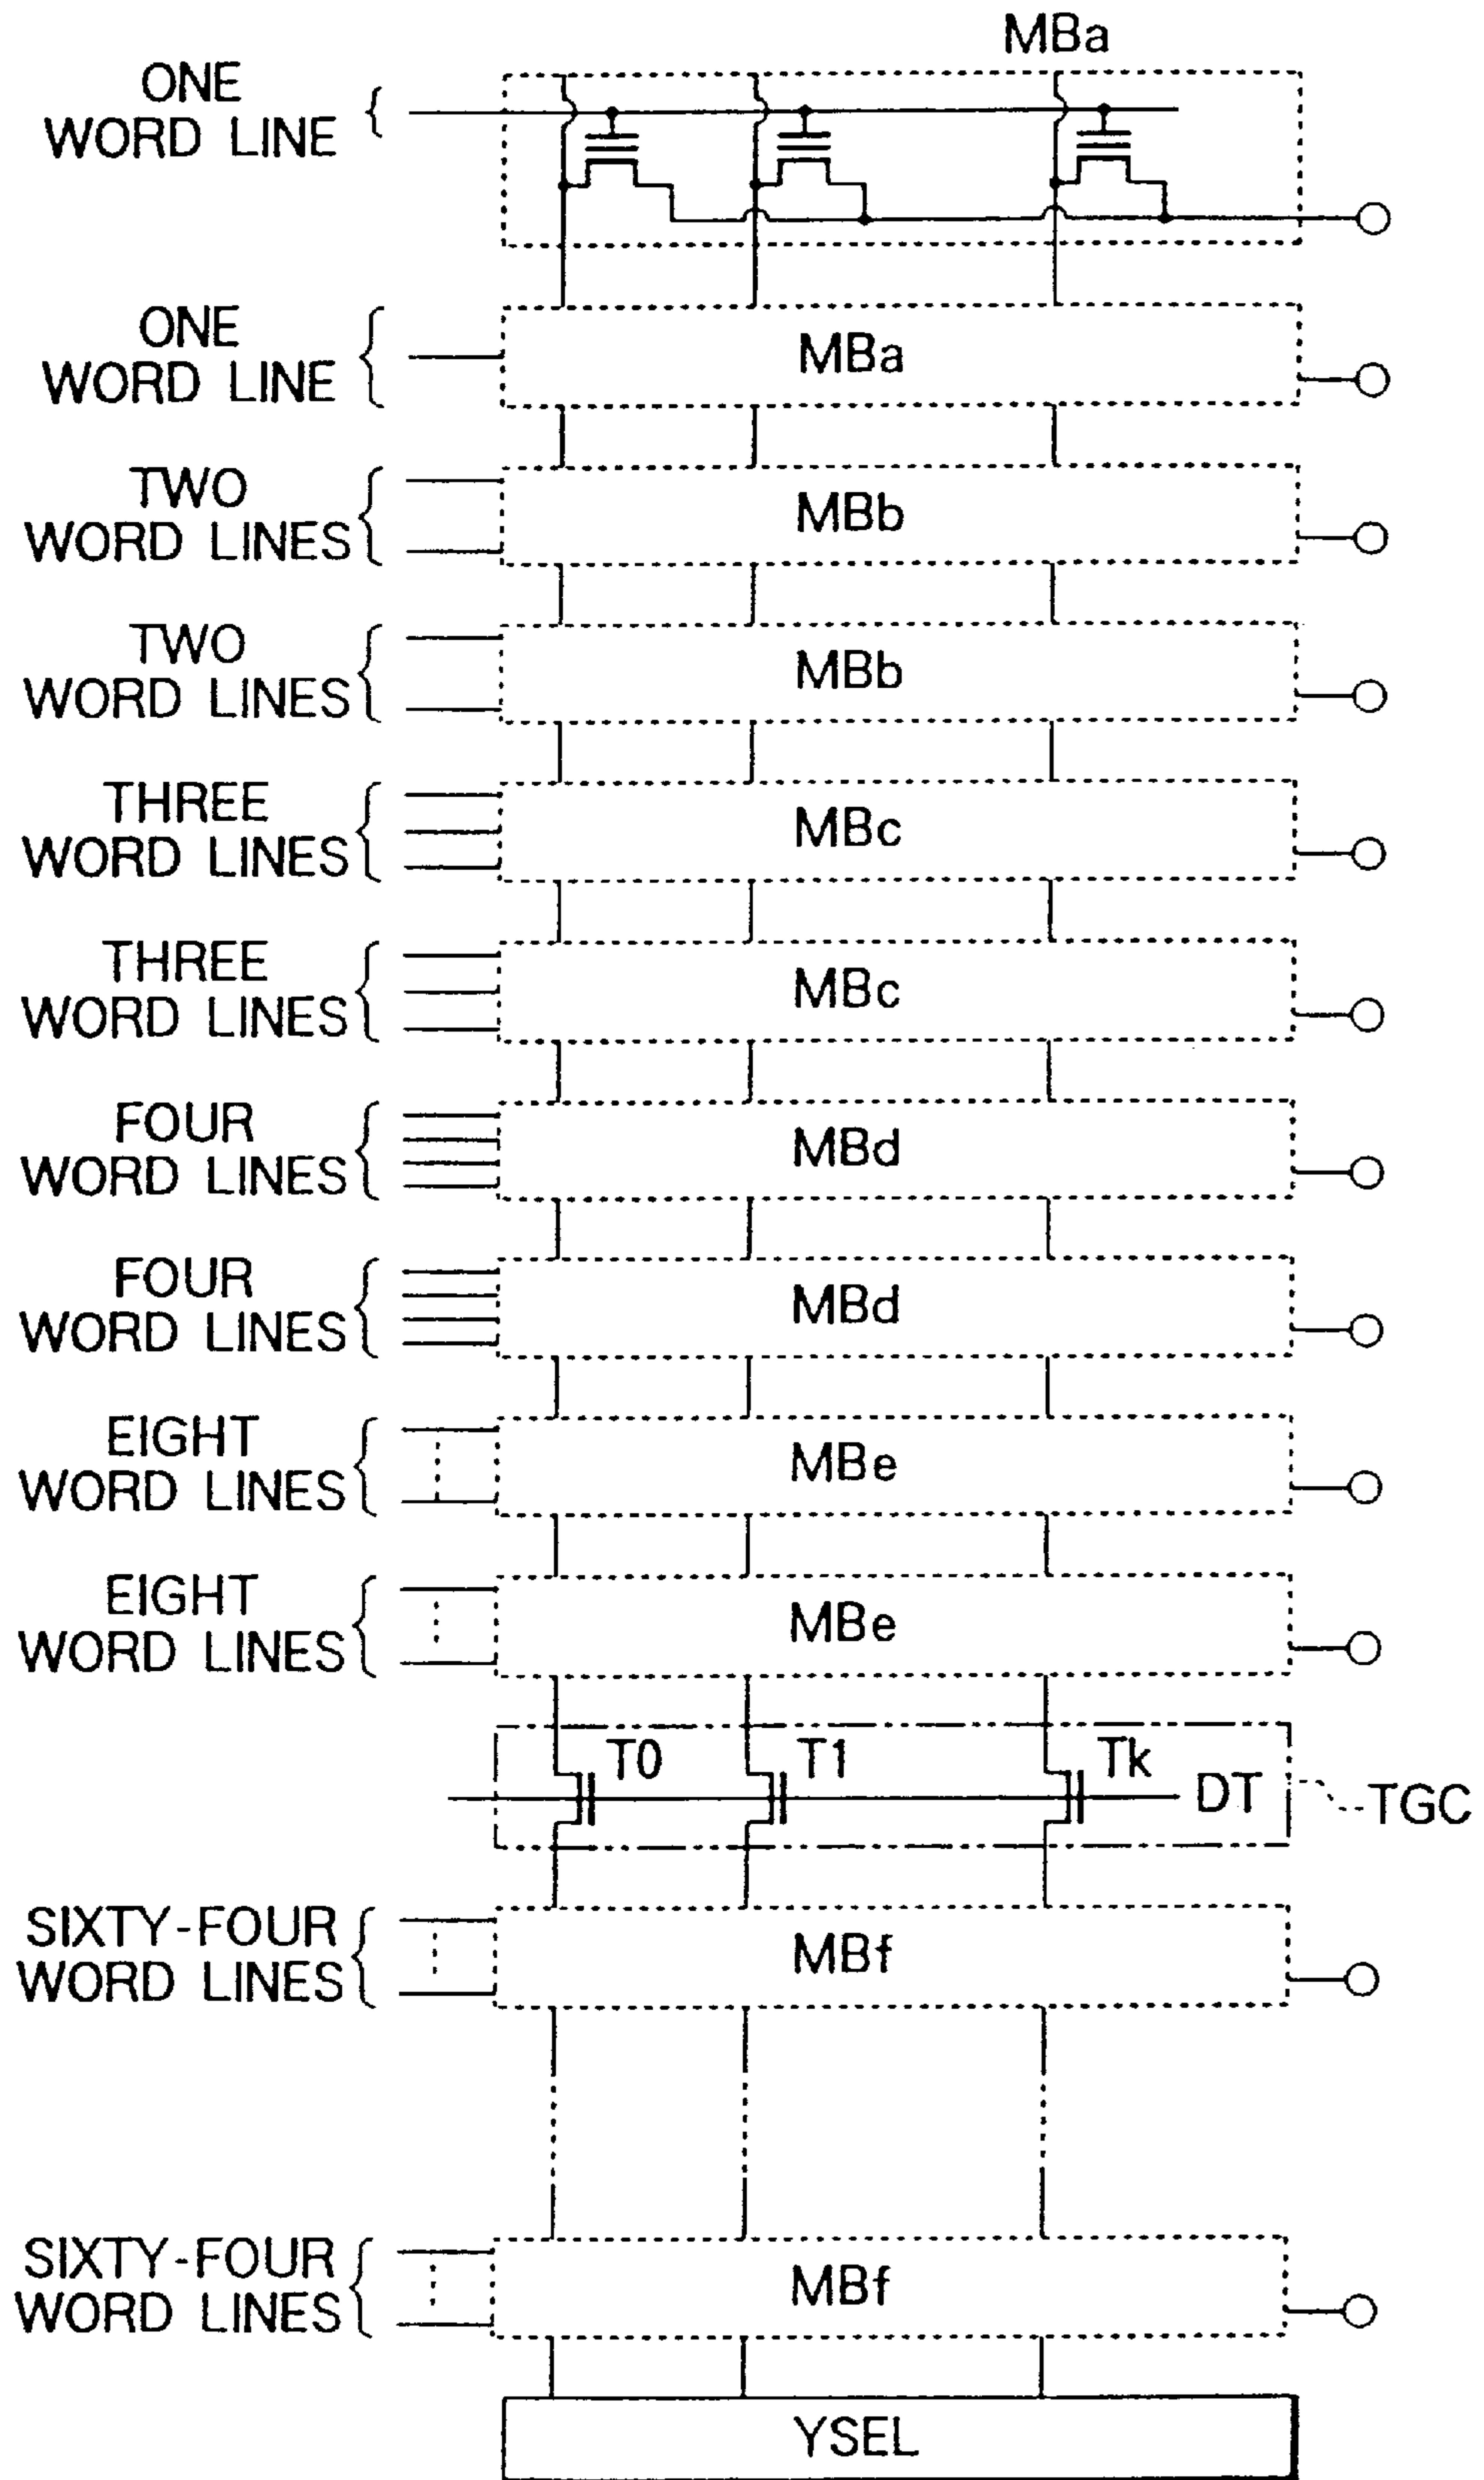 MBa
ONE
WORD LINE
ONE
WORD LINE
MBa
TWO
WORD LINES
MBb
TWO
WORD LINES
MBb
THREE
WORD LINES
MBc
THREE
WORD LINES
MBc
FOUR
WORD LINES
MBd
FOUR
WORD LINES
MBd
EIGHT
WORD LINES
MBe
EIGHT
WORD LINES
MBe
T0 T1 Tk
DT TGC
SIXTY-FOUR
WORD LINES
MBf
SIXTY-FOUR
WORD LINES
MBf
YSEL